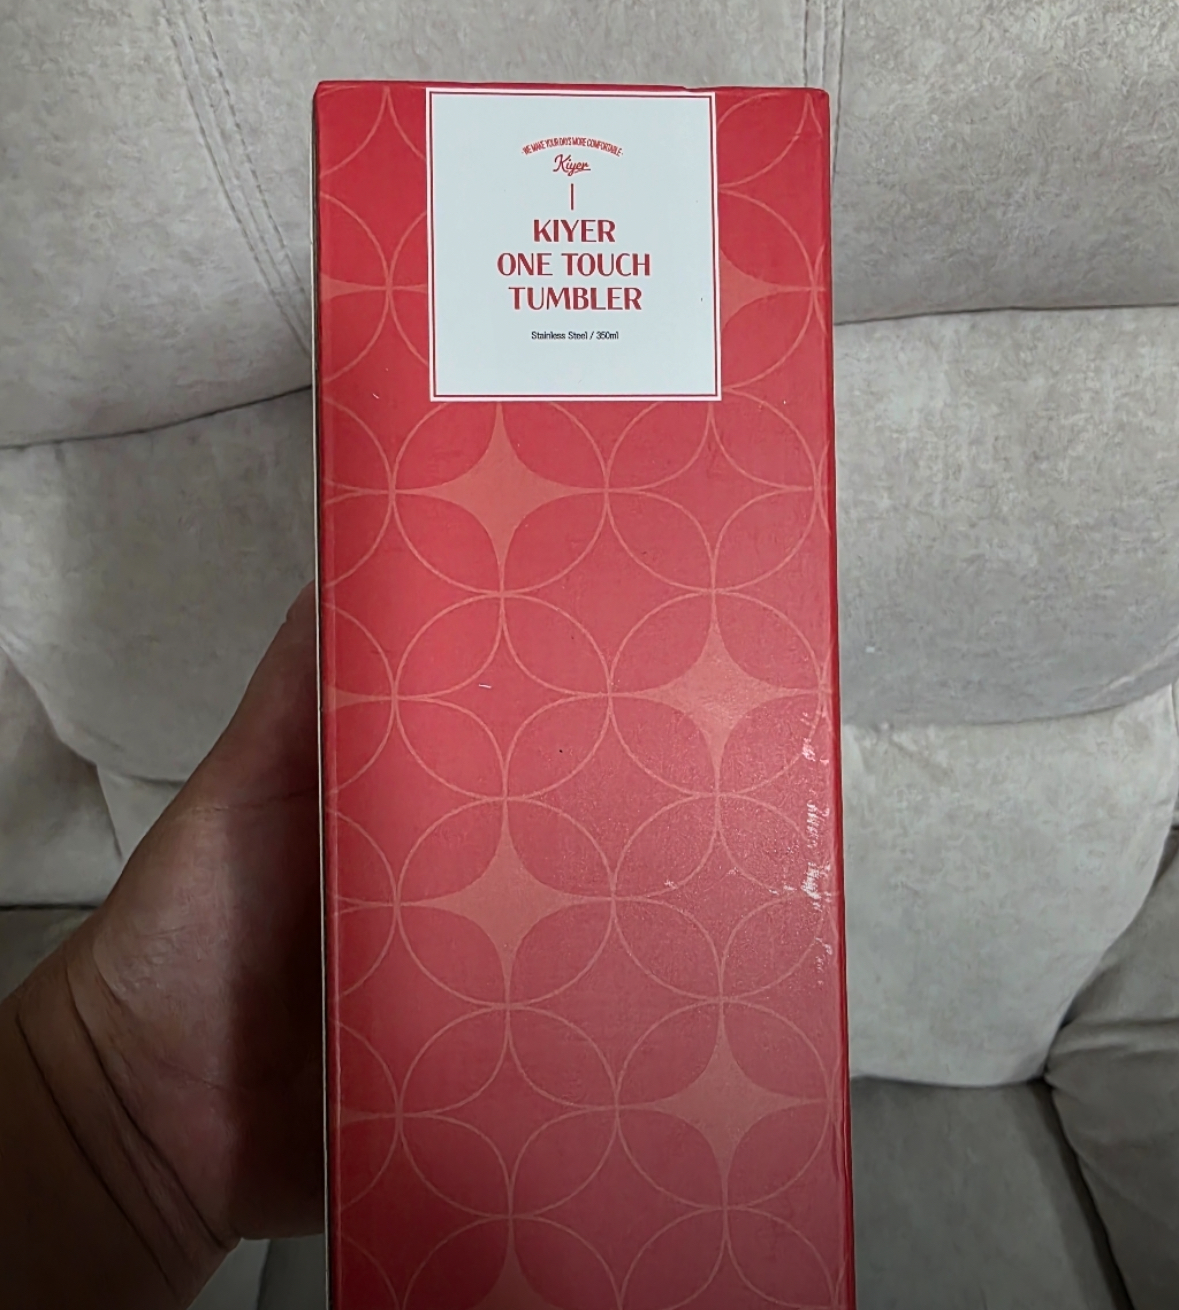 ·WE MAKE YOUR DAYS MORE COMFORTABLE·
Kiyer
KIYER
ONE TOUCH
TUMBLER
Stainless Steel / 350ml